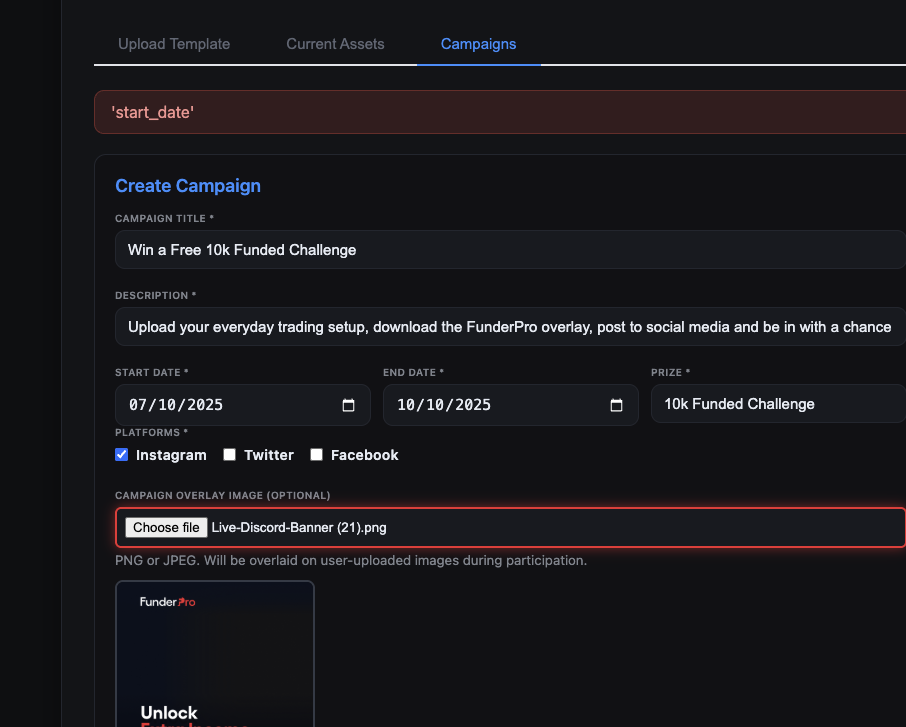 Upload Template Current Assets Campaigns
'start_date'
Create Campaign
CAMPAIGN TITLE *
Win a Free 10k Funded Challenge
DESCRIPTION *
Upload your everyday trading setup, download the FunderPro overlay, post to social media and be in with a chance
START DATE * END DATE * PRIZE *
07/10/2025 10/10/2025 10k Funded Challenge
PLATFORMS *
Instagram Twitter Facebook
CAMPAIGN OVERLAY IMAGE (OPTIONAL)
Choose file Live-Discord-Banner (21).png
PNG or JPEG. Will be overlaid on user-uploaded images during participation.
FunderPro
Unlock